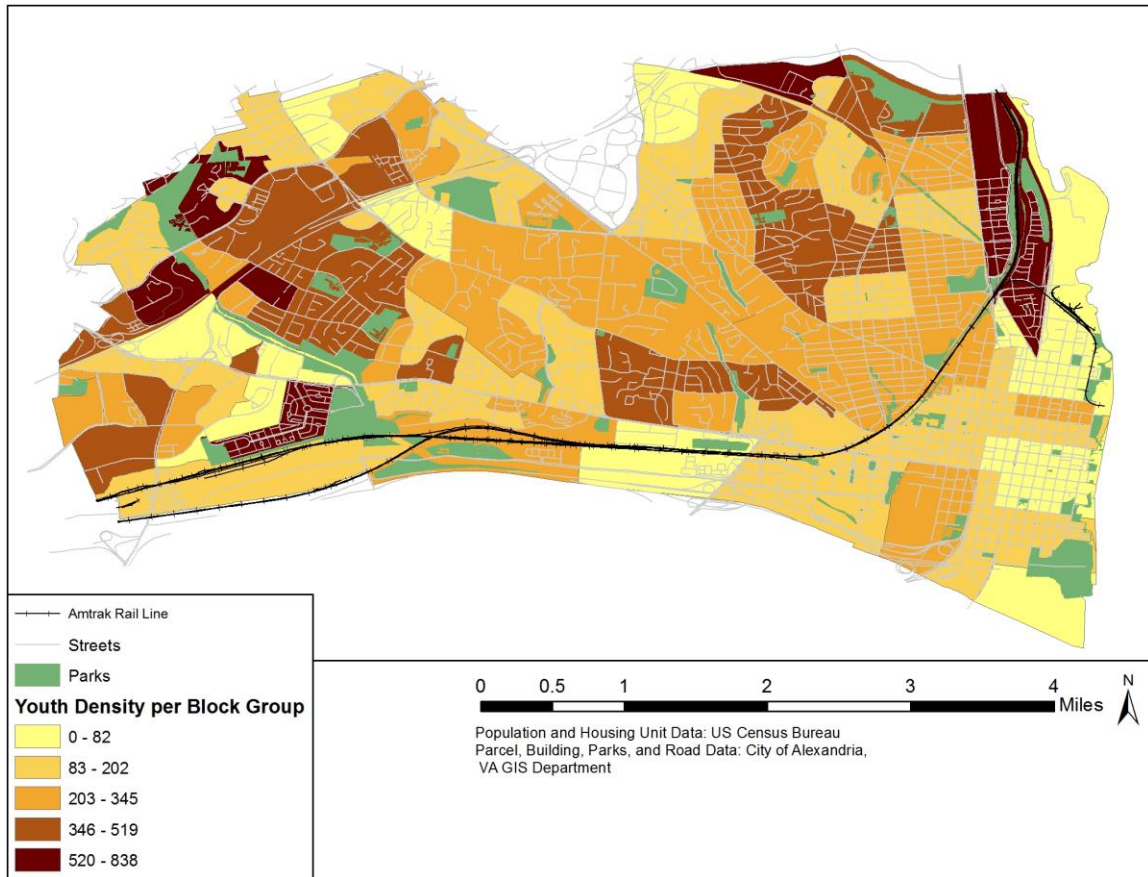 Amtrak Rail Line
Streets
Parks
Youth Density per Block Group
0 - 82
83 - 202
203 - 345
346 - 519
520 - 838
0 0.5 1 2 3 4
Miles
N
Population and Housing Unit Data: US Census Bureau
Parcel, Building, Parks, and Road Data: City of Alexandria,
VA GIS Department